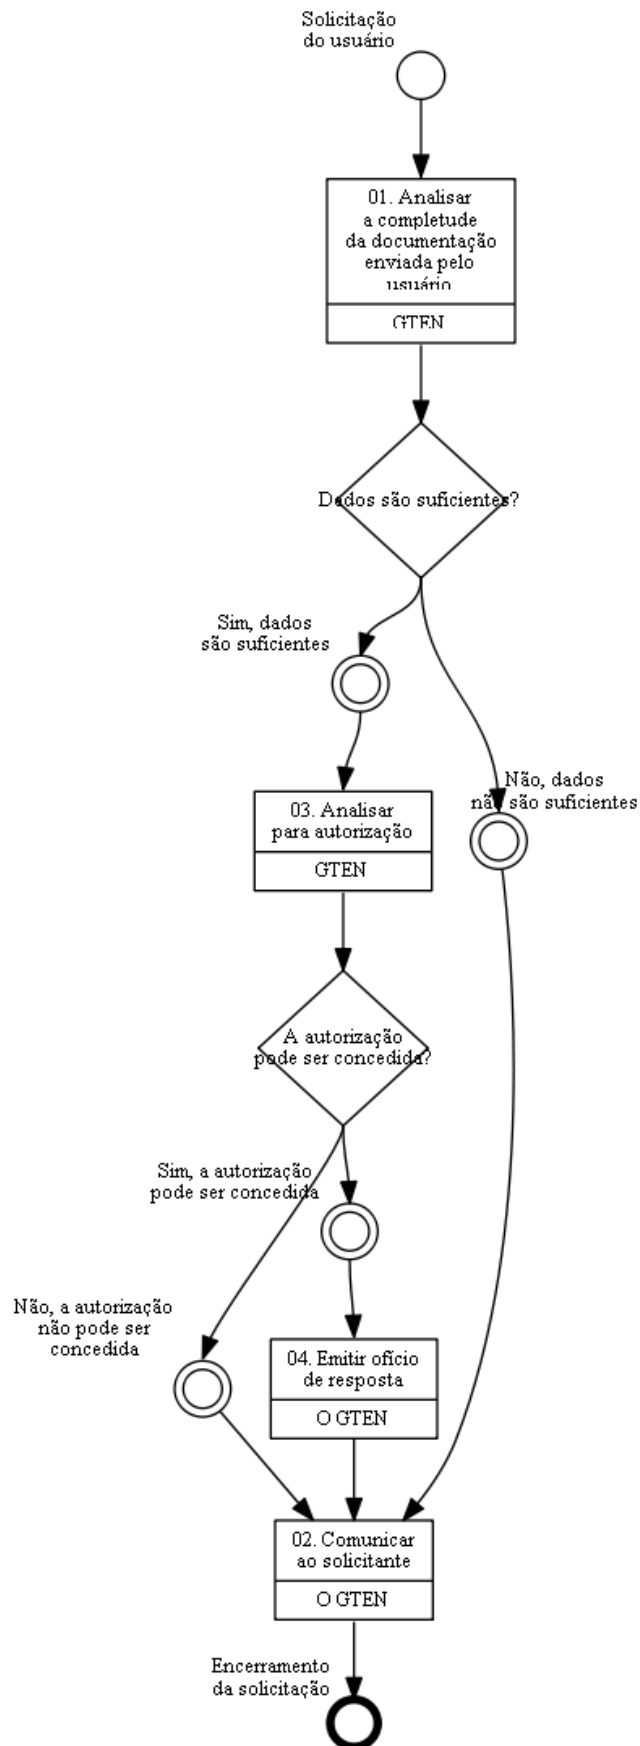 Solicitação
do usuário
01. Analisar
a completude
da documentação
enviada pelo
usuário
GTEN
Dados são suficientes?
Sim, dados
são suficientes
Não, dados
não são suficientes
03. Analisar
para autorização
GTEN
A autorização
pode ser concedida?
Sim, a autorização
pode ser concedida
Não, a autorização
não pode ser
concedida
04. Emitir ofício
de resposta
O GTEN
02. Comunicar
ao solicitante
O GTEN
Encerramento
da solicitação